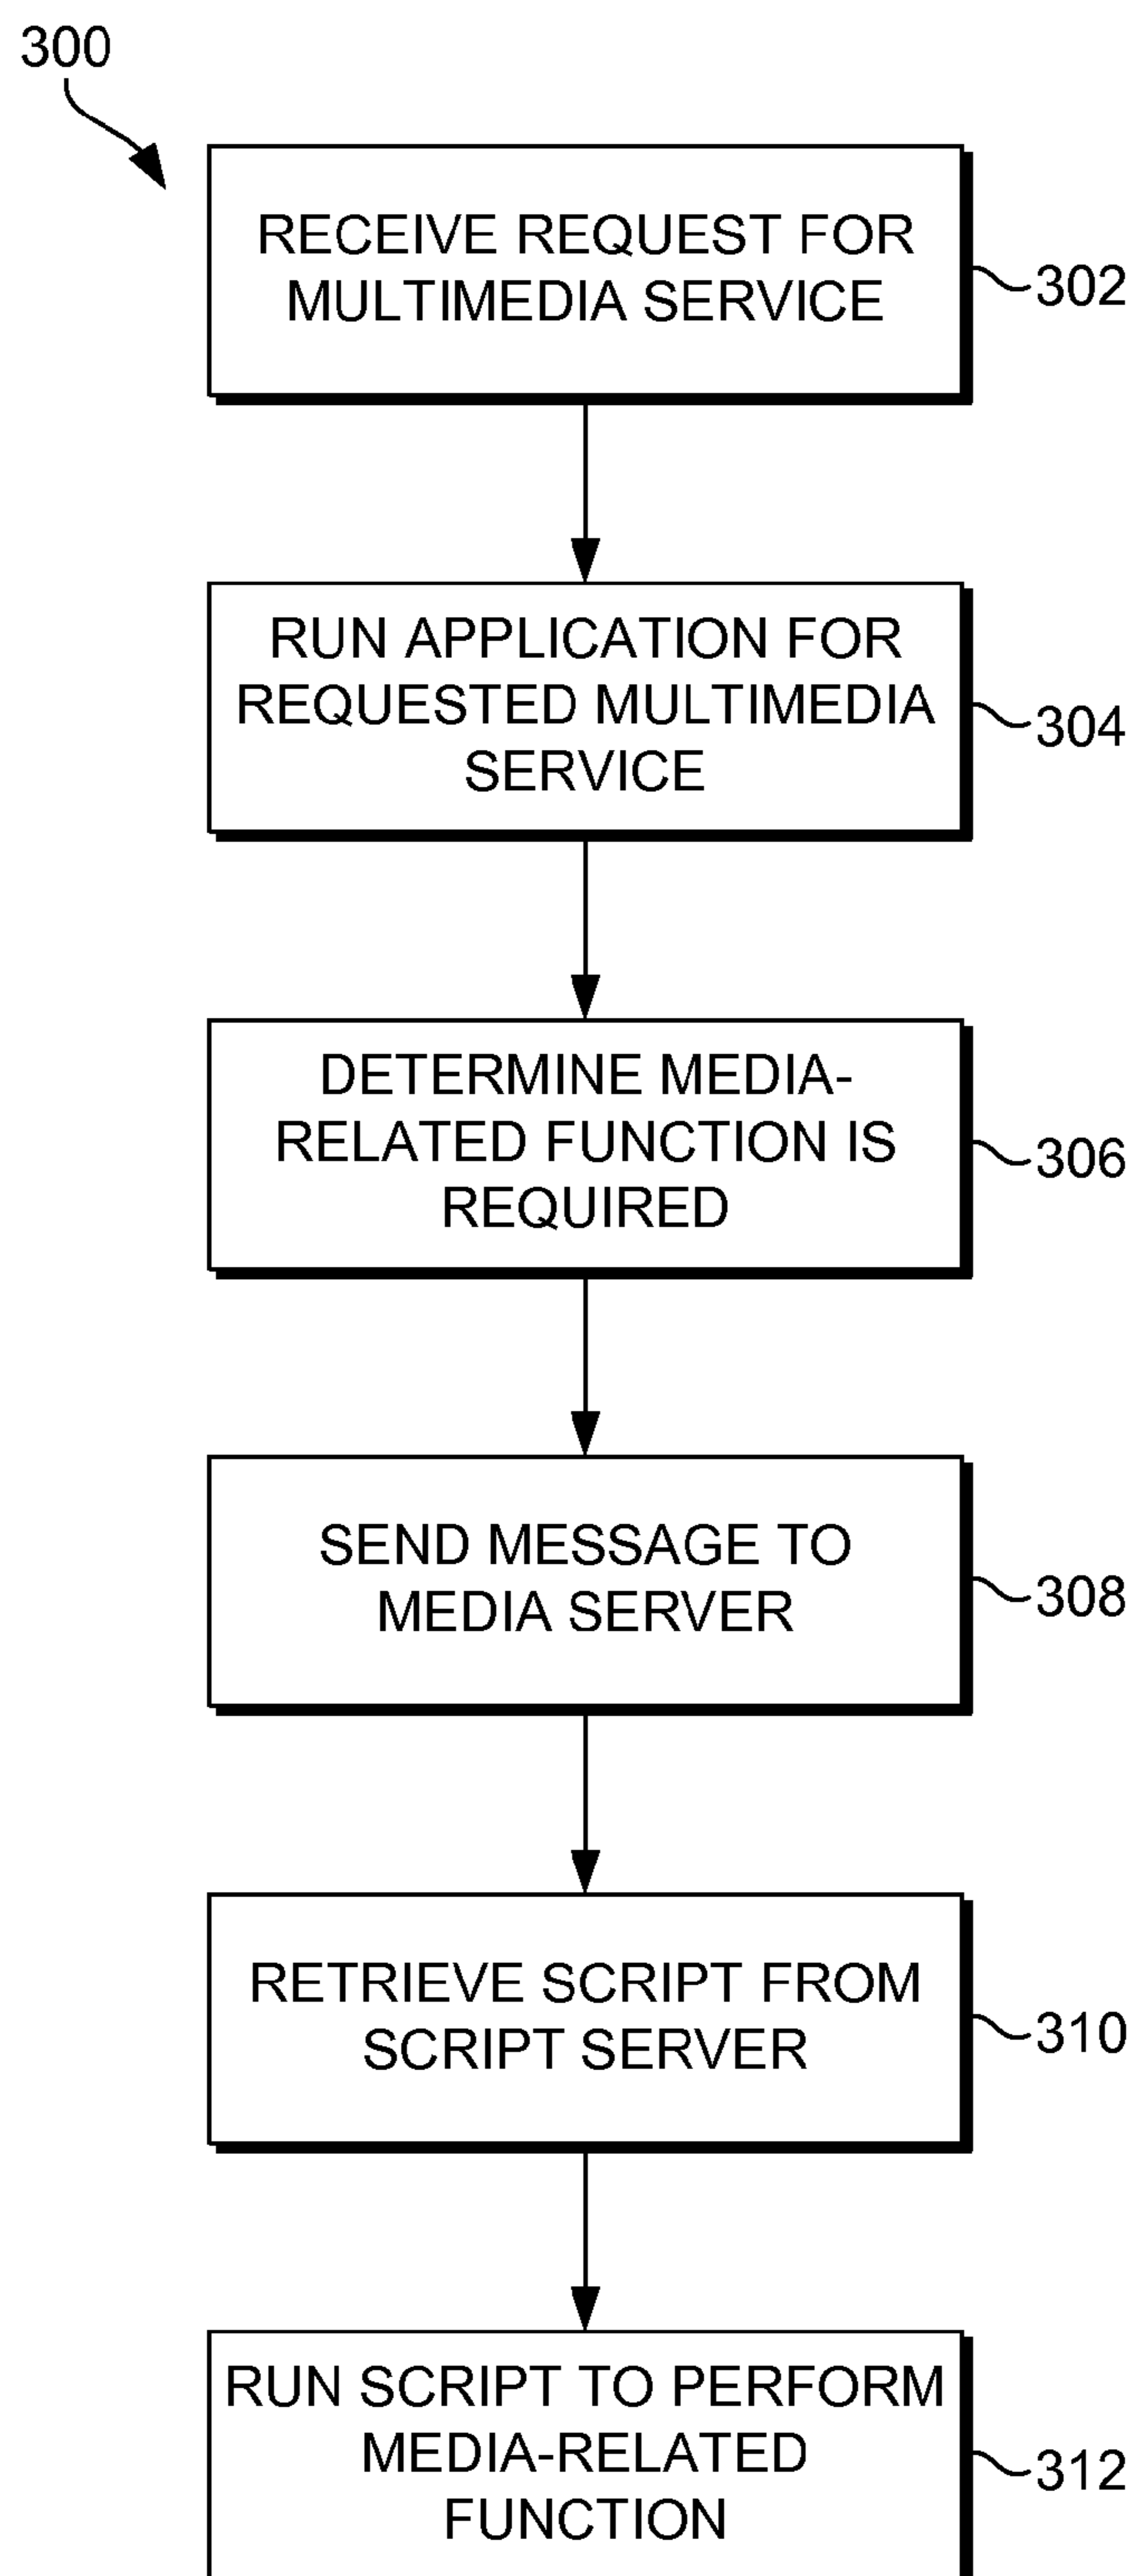 300
RECEIVE REQUEST FOR
MULTIMEDIA SERVICE
302
RUN APPLICATION FOR
REQUESTED MULTIMEDIA
SERVICE
304
DETERMINE MEDIA-
RELATED FUNCTION IS
REQUIRED
306
SEND MESSAGE TO
MEDIA SERVER
308
RETRIEVE SCRIPT FROM
SCRIPT SERVER
310
RUN SCRIPT TO PERFORM
MEDIA-RELATED
FUNCTION
312